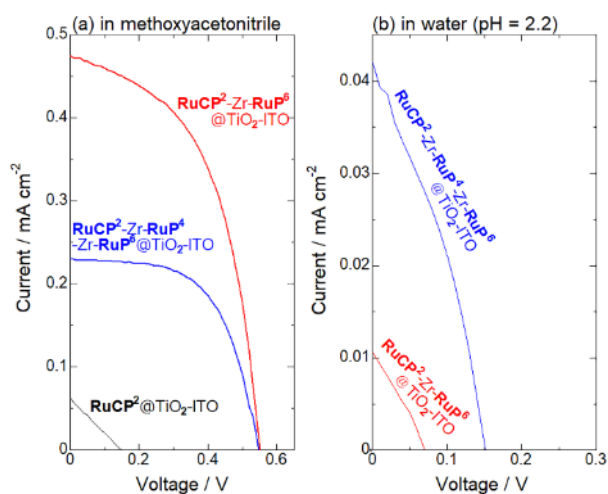 (a) in methoxyacetonitrile
0.5
0.4
0.3
0.2
0.1
0
Current / mA cm⁻²
RuCP²-Zr-RuP⁶
@TiO₂-ITO
RuCP²-Zr-RuP⁴
-Zr-RuP⁶@TiO₂-ITO
RuCP²@TiO₂-ITO
0 0.2 0.4 0.6
Voltage / V
(b) in water (pH = 2.2)
0.04
0.03
0.02
0.01
0
Current / mA cm⁻²
RuCP²-Zr-RuP⁴-Zr-RuP⁶
@TiO₂-ITO
RuCP²-Zr-RuP⁶
@TiO₂-ITO
0 0.1 0.2 0.3
Voltage / V